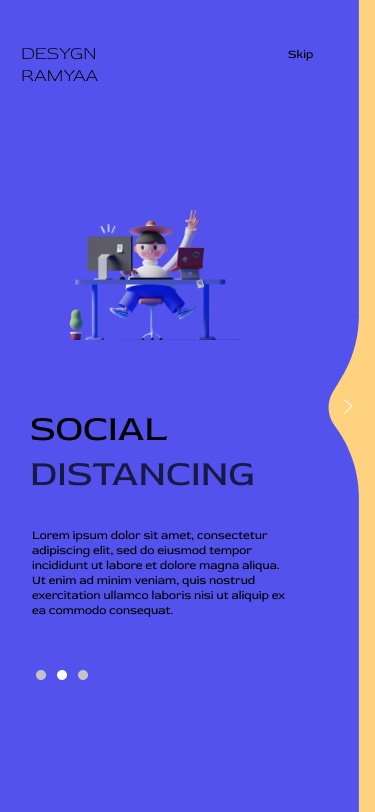 DESYGN
RAMYAA
Skip
SOCIAL
DISTANCING
Lorem ipsum dolor sit amet, consectetur
adipiscing elit, sed do eiusmod tempor
incididunt ut labore et dolore magna aliqua.
Ut enim ad minim veniam, quis nostrud
exercitation ullamco laboris nisi ut aliquip ex
ea commodo consequat.